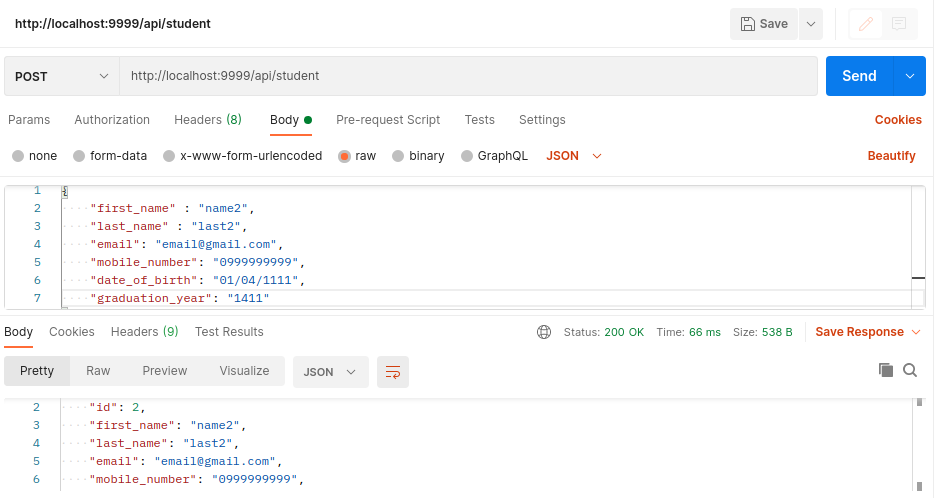 http://localhost:9999/api/student Save
POST http://localhost:9999/api/student Send
Params Authorization Headers (8) Body Pre-request Script Tests Settings Cookies
none form-data x-www-form-urlencoded raw binary GraphQL JSON Beautify
1 {
2 "first_name" : "name2",
3 "last_name" : "last2",
4 "email": "email@gmail.com",
5 "mobile_number": "0999999999",
6 "date_of_birth": "01/04/1111",
7 "graduation_year": "1411"
Body Cookies Headers (9) Test Results Status: 200 OK Time: 66 ms Size: 538 B Save Response
Pretty Raw Preview Visualize JSON
2 "id": 2,
3 "first_name": "name2",
4 "last_name": "last2",
5 "email": "email@gmail.com",
6 "mobile_number": "0999999999",